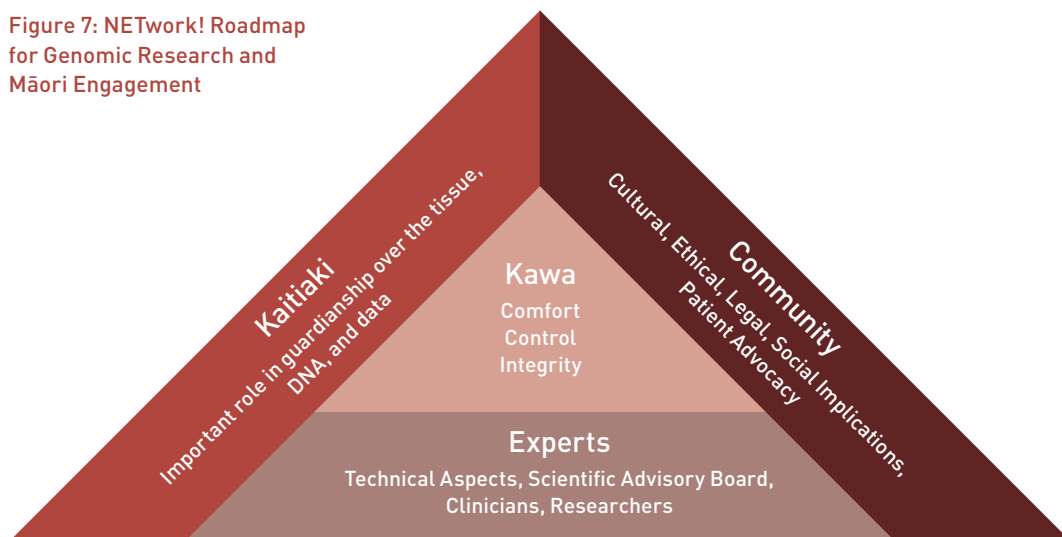 Figure 7: NETwork! Roadmap
for Genomic Research and
Māori Engagement
Kaitiaki
Important role in guardianship over the tissue,
DNA, and data
Community
Cultural, Ethical, Legal, Social Implications,
Patient Advocacy
Kawa
Comfort
Control
Integrity
Experts
Technical Aspects, Scientific Advisory Board,
Clinicians, Researchers